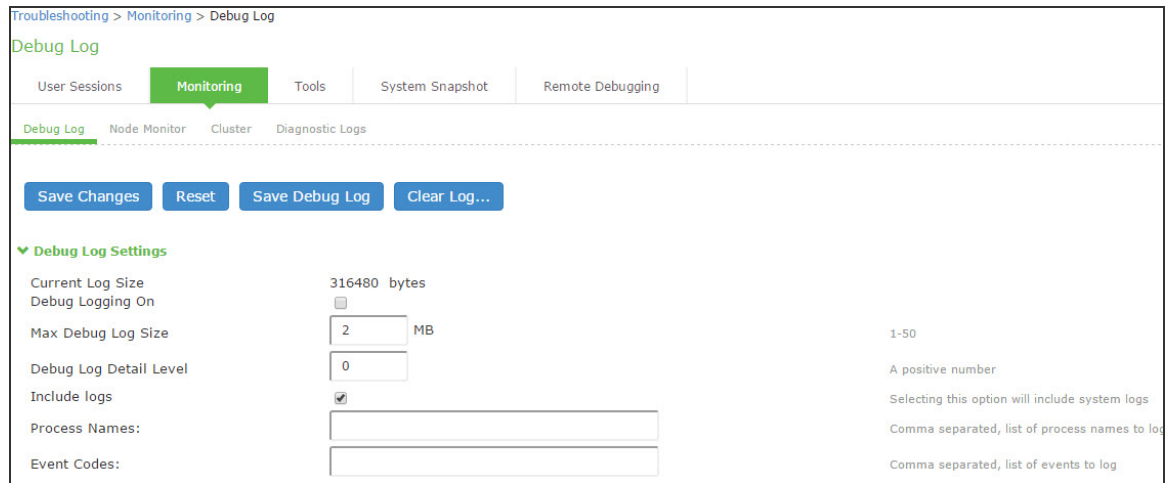 Troubleshooting > Monitoring > Debug Log
Debug Log
User Sessions Monitoring Tools System Snapshot Remote Debugging
Debug Log Node Monitor Cluster Diagnostic Logs
Save Changes Reset Save Debug Log Clear Log...
Debug Log Settings
Current Log Size 316480 bytes
Debug Logging On
Max Debug Log Size 2 MB 1-50
Debug Log Detail Level 0 A positive number
Include logs Selecting this option will include system logs
Process Names: Comma separated, list of process names to log
Event Codes: Comma separated, list of events to log